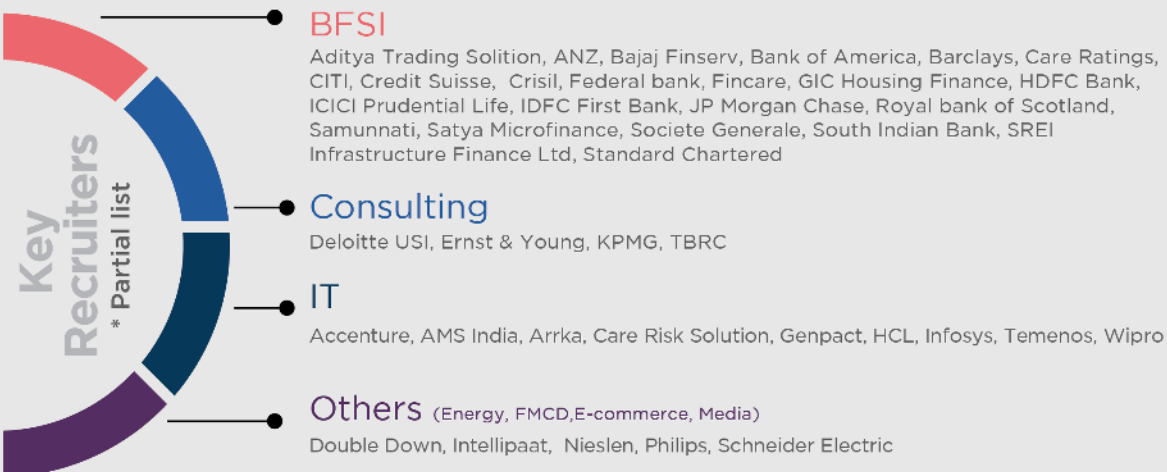 Key
Recruiters
* Partial list
BFSI
Aditya Trading Solition, ANZ, Bajaj Finserv, Bank of America, Barclays, Care Ratings,
CITI, Credit Suisse, Crisil, Federal bank, Fincare, GIC Housing Finance, HDFC Bank,
ICICI Prudential Life, IDFC First Bank, JP Morgan Chase, Royal bank of Scotland,
Samunnati, Satya Microfinance, Societe Generale, South Indian Bank, SREI
Infrastructure Finance Ltd, Standard Chartered
Consulting
Deloitte USI, Ernst & Young, KPMG, TBRC
IT
Accenture, AMS India, Arrka, Care Risk Solution, Genpact, HCL, Infosys, Temenos, Wipro
Others (Energy, FMCD,E-commerce, Media)
Double Down, Intellipaat, Nieslen, Philips, Schneider Electric